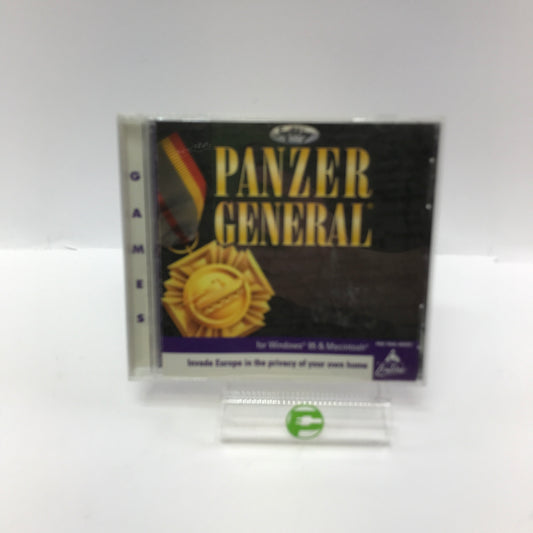 GAMES
PANZER
GENERAL
for Windows® 95 & Macintosh®
Invade Europe in the privacy of your own home